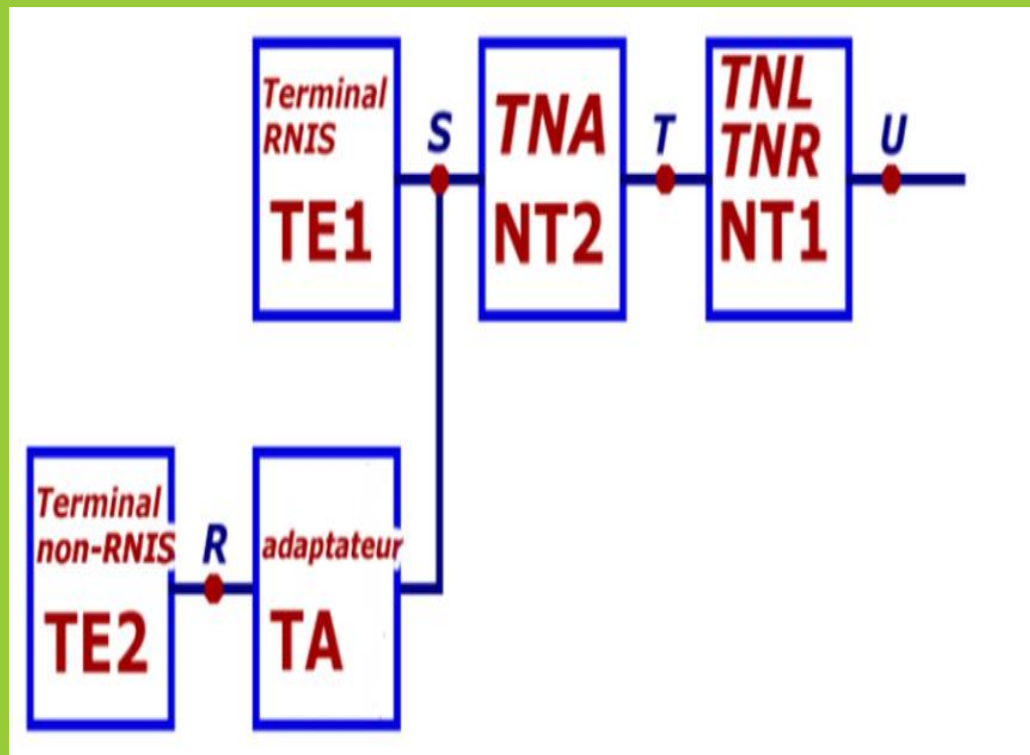 Terminal
RNIS
TE1
S
TNA
NT2
T
TNL
TNR
NT1
U
Terminal
non-RNIS
TE2
R
adaptateur
TA